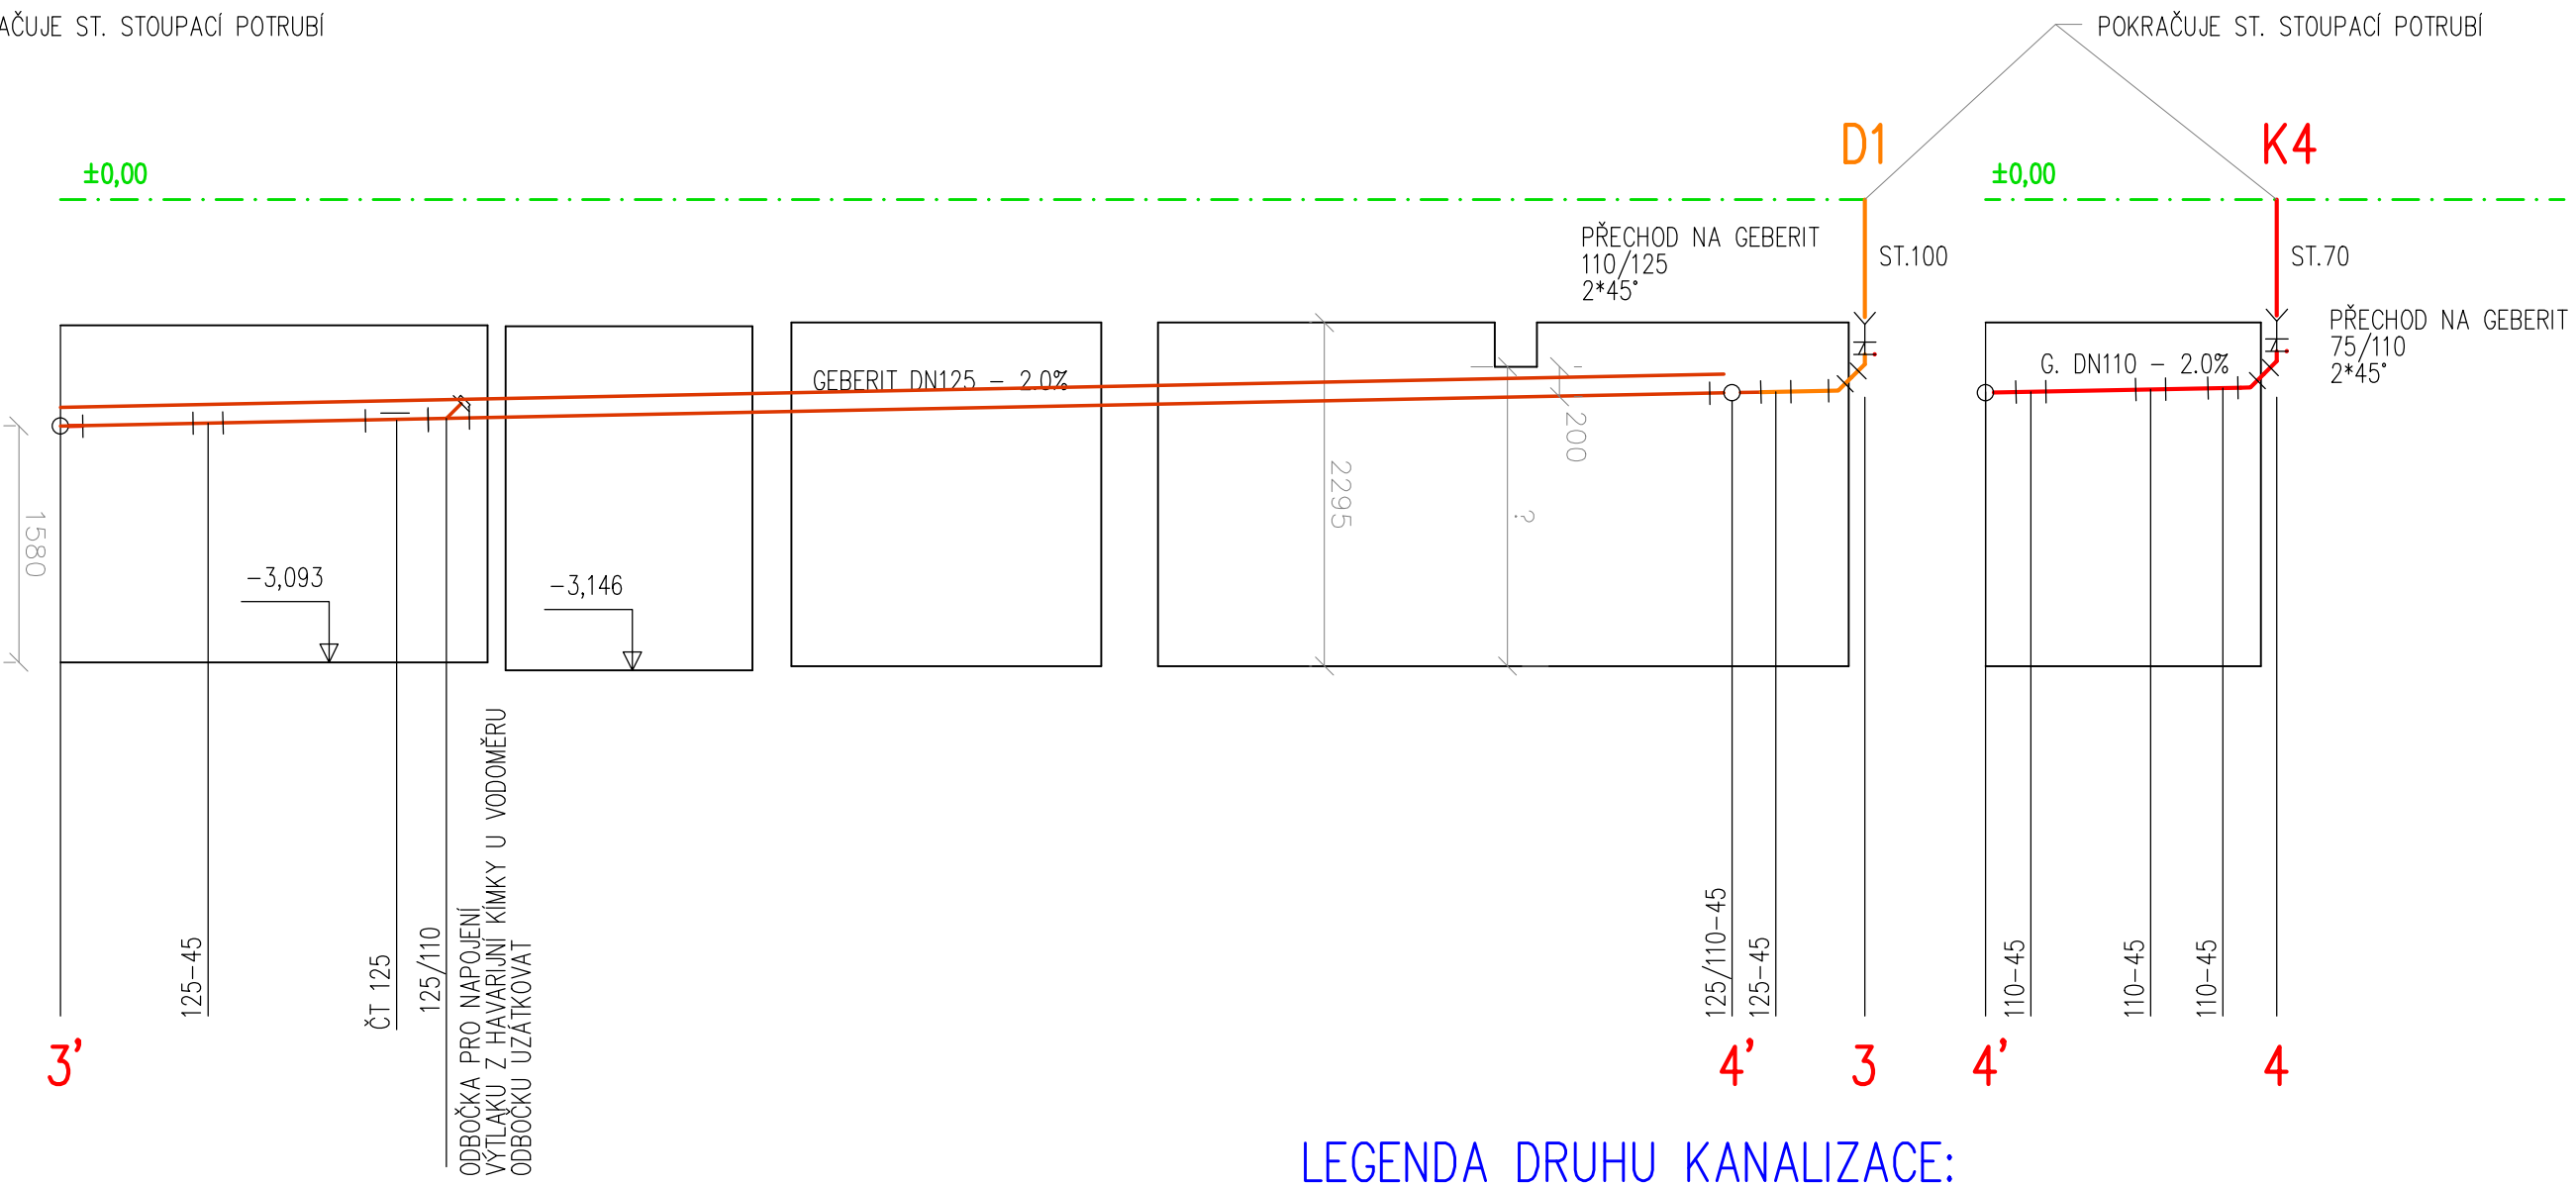 AČUJE ST. STOUPACÍ POTRUBÍ
POKRAČUJE ST. STOUPACÍ POTRUBÍ
D1
K4
±0,00
±0,00
PŘECHOD NA GEBERIT
110/125
2*45°
ST.100
ST.70
PŘECHOD NA GEBERIT
75/110
2*45°
GEBERIT DN125 - 2.0%
G. DN110 - 2.0%
200
2295
?
1580
-3,093
-3,146
125-45
ČT 125
125/110
ODBOČKA PRO NAPOJENÍ
VÝTLAKU Z HAVARIJNÍ KÍMKY U VODOMĚRU
ODBOČKU UZÁTKOVAT
125/110-45
125-45
110-45
110-45
110-45
3'
4'
3
4'
4
LEGENDA DRUHU KANALIZACE: